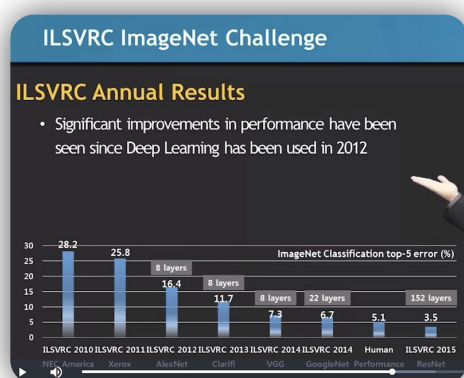 ILSVRC ImageNet Challenge
ILSVRC Annual Results
• Significant improvements in performance have been
seen since Deep Learning has been used in 2012
ImageNet Classification top-5 error (%)
30
25
20
15
10
5
0
28.2
25.8
8 layers
16.4
8 layers
11.7
8 layers
7.3
22 layers
6.7
5.1
152 layers
3.5
ILSVRC 2010 ILSVRC 2011 ILSVRC 2012 ILSVRC 2013 ILSVRC 2014 ILSVRC 2014 Human ILSVRC 2015
NEC America Xerox AlexNet Clarifi VGG GoogleNet Performance ResNet